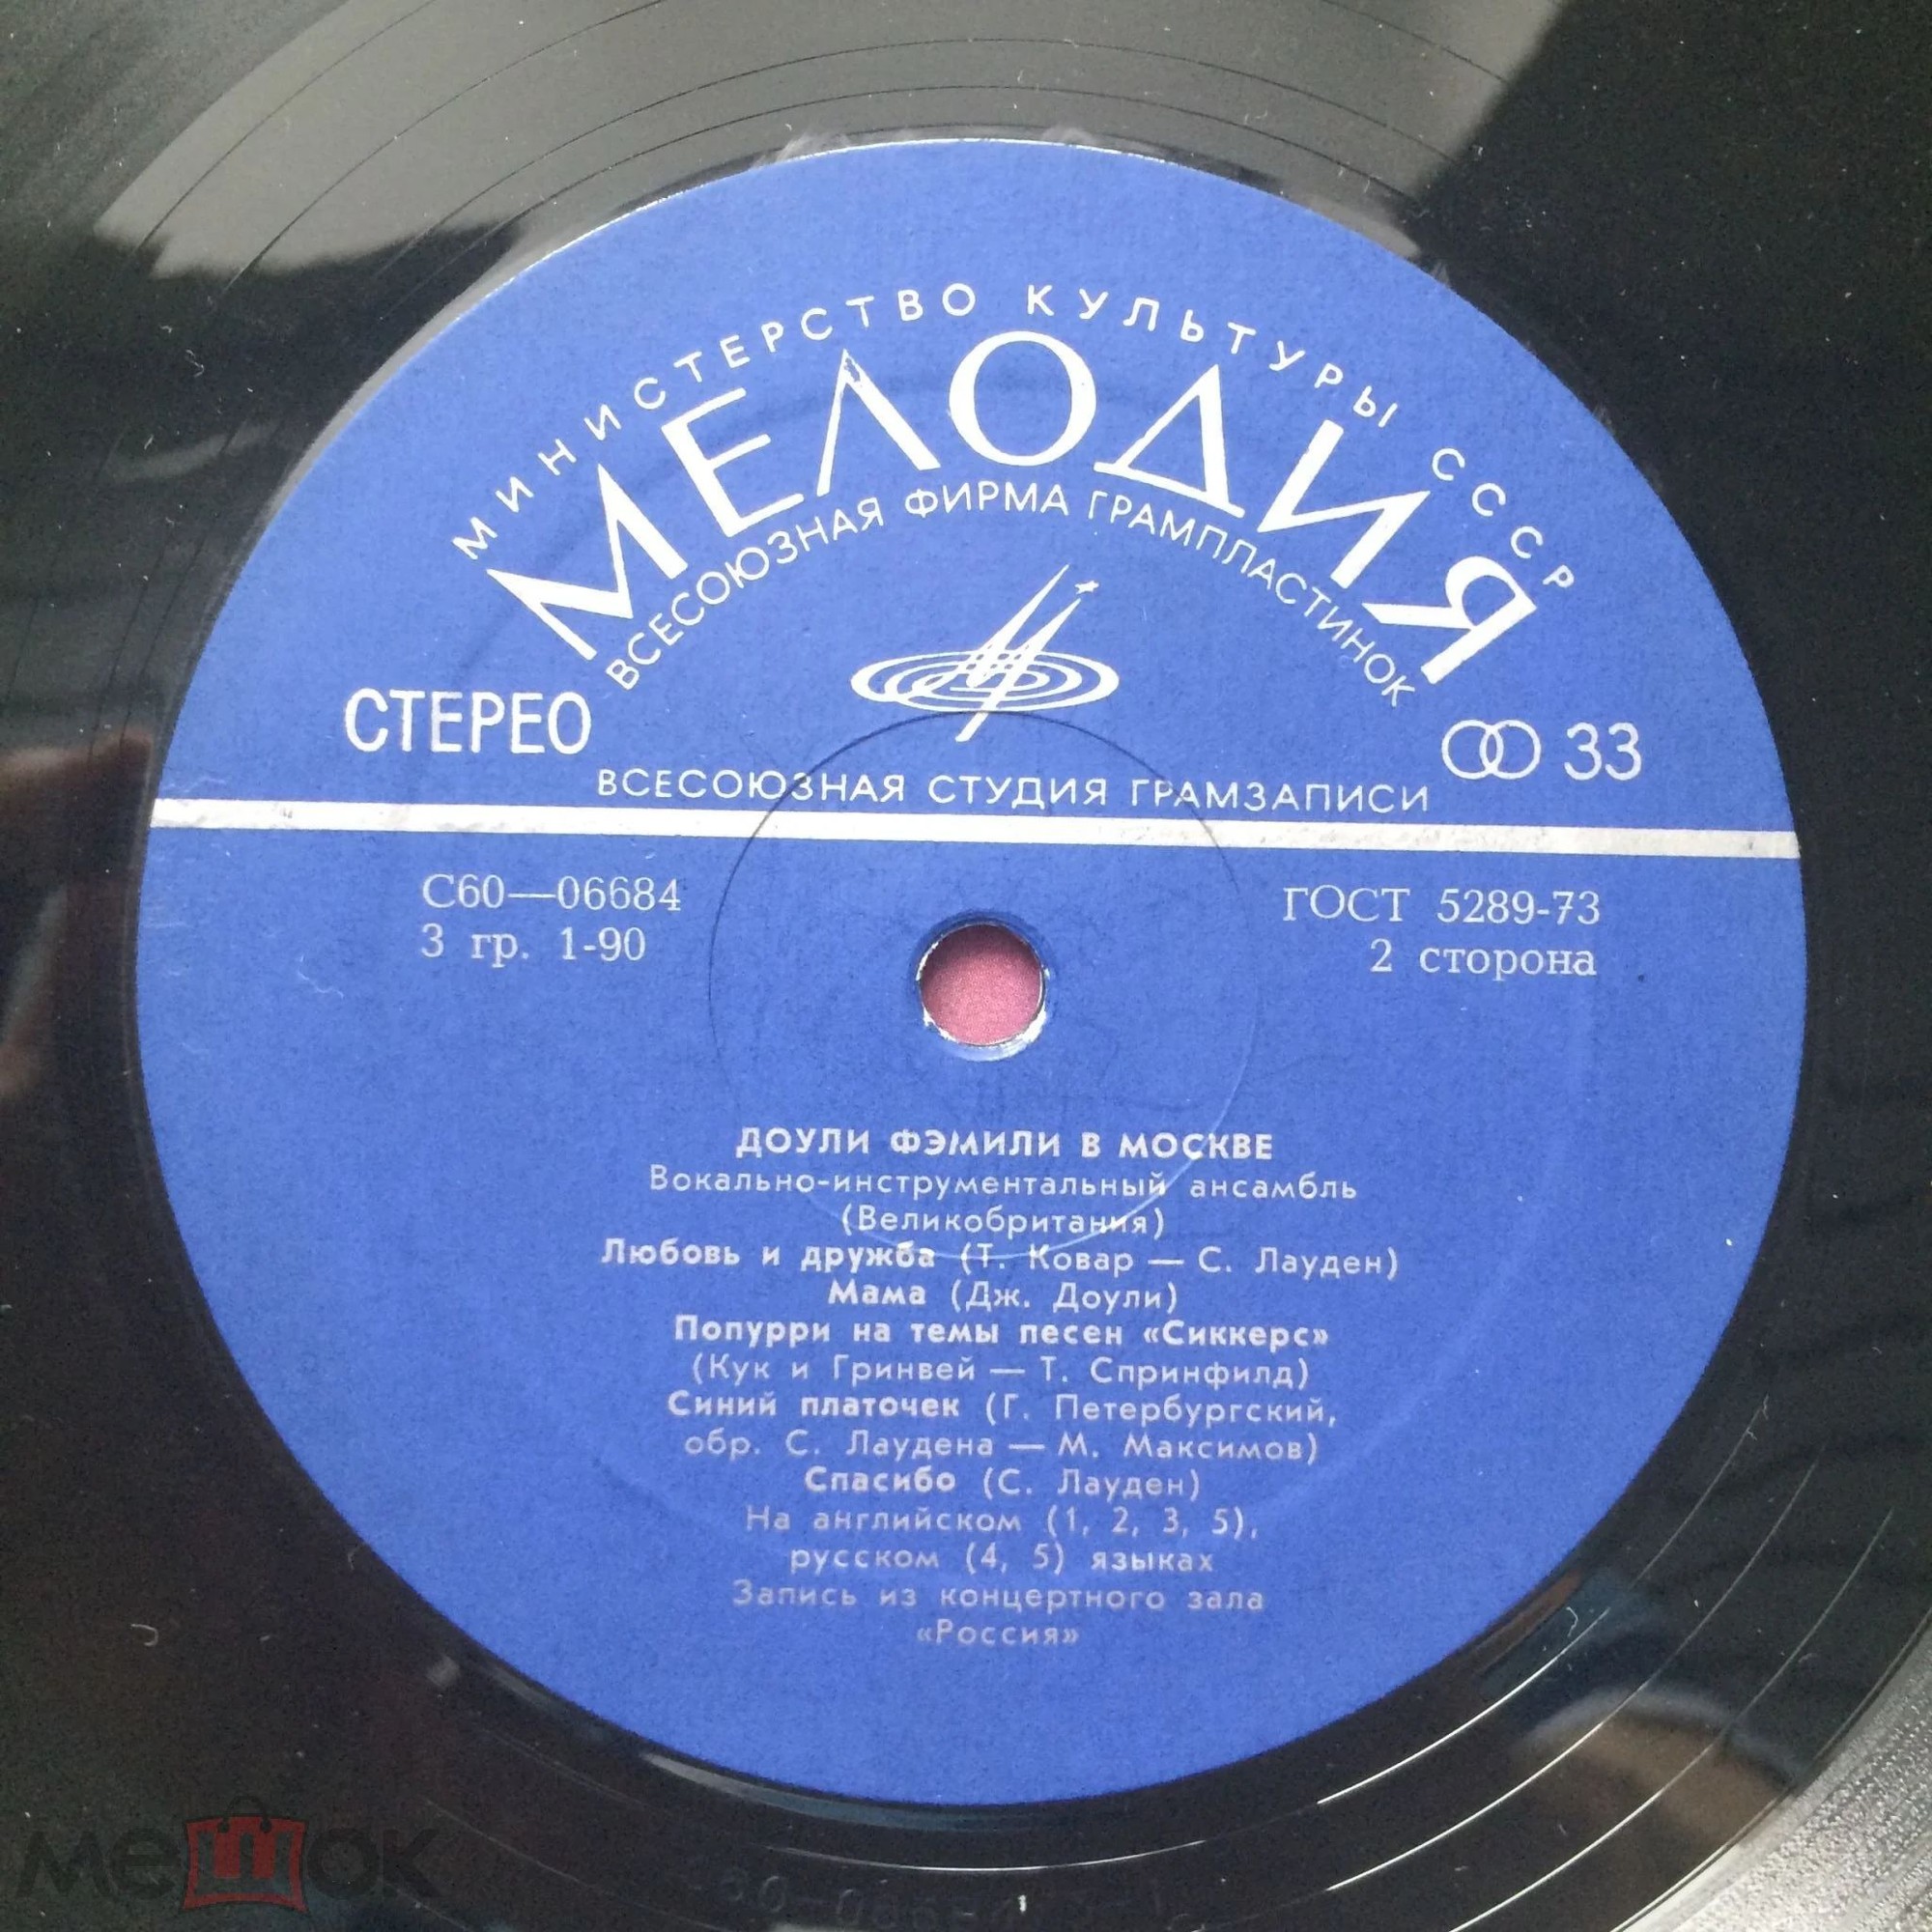 МИНИСТЕРСТВО КУЛЬТУРЫ СССР
МЕЛОДИЯ
ВСЕСОЮЗНАЯ ФИРМА ГРАМПЛАСТИНОК
СТЕРЕО
33
ВСЕСОЮЗНАЯ СТУДИЯ ГРАМЗАПИСИ
С60—06684
ГОСТ 5289-73
3 гр. 1-90
2 сторона
ДОУЛИ ФЭМИЛИ В МОСКВЕ
Вокально-инструментальный ансамбль
(Великобритания)
Любовь и дружба (Т. Ковар — С. Лауден)
Мама (Дж. Доули)
Попурри на темы песен «Сиккерс»
(Кук и Гринвей — Т. Спринфилд)
Синий платочек (Г. Петербургский,
обр. С. Лаудена — М. Максимов)
Спасибо (С. Лауден)
На английском (1, 2, 3, 5),
русском (4, 5) языках
Запись из концертного зала
«Россия»
мешок